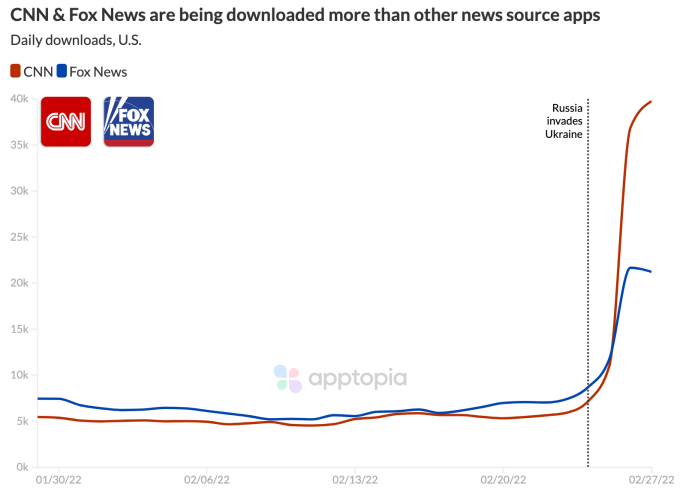 CNN & Fox News are being downloaded more than other news source apps
Daily downloads, U.S.
CNN Fox News
40k
CNN
FOX
NEWS
Russia
invades
Ukraine
35k
30k
25k
20k
15k
10k
apptopia
5k
0k
01/30/22 02/06/22 02/13/22 02/20/22 02/27/22